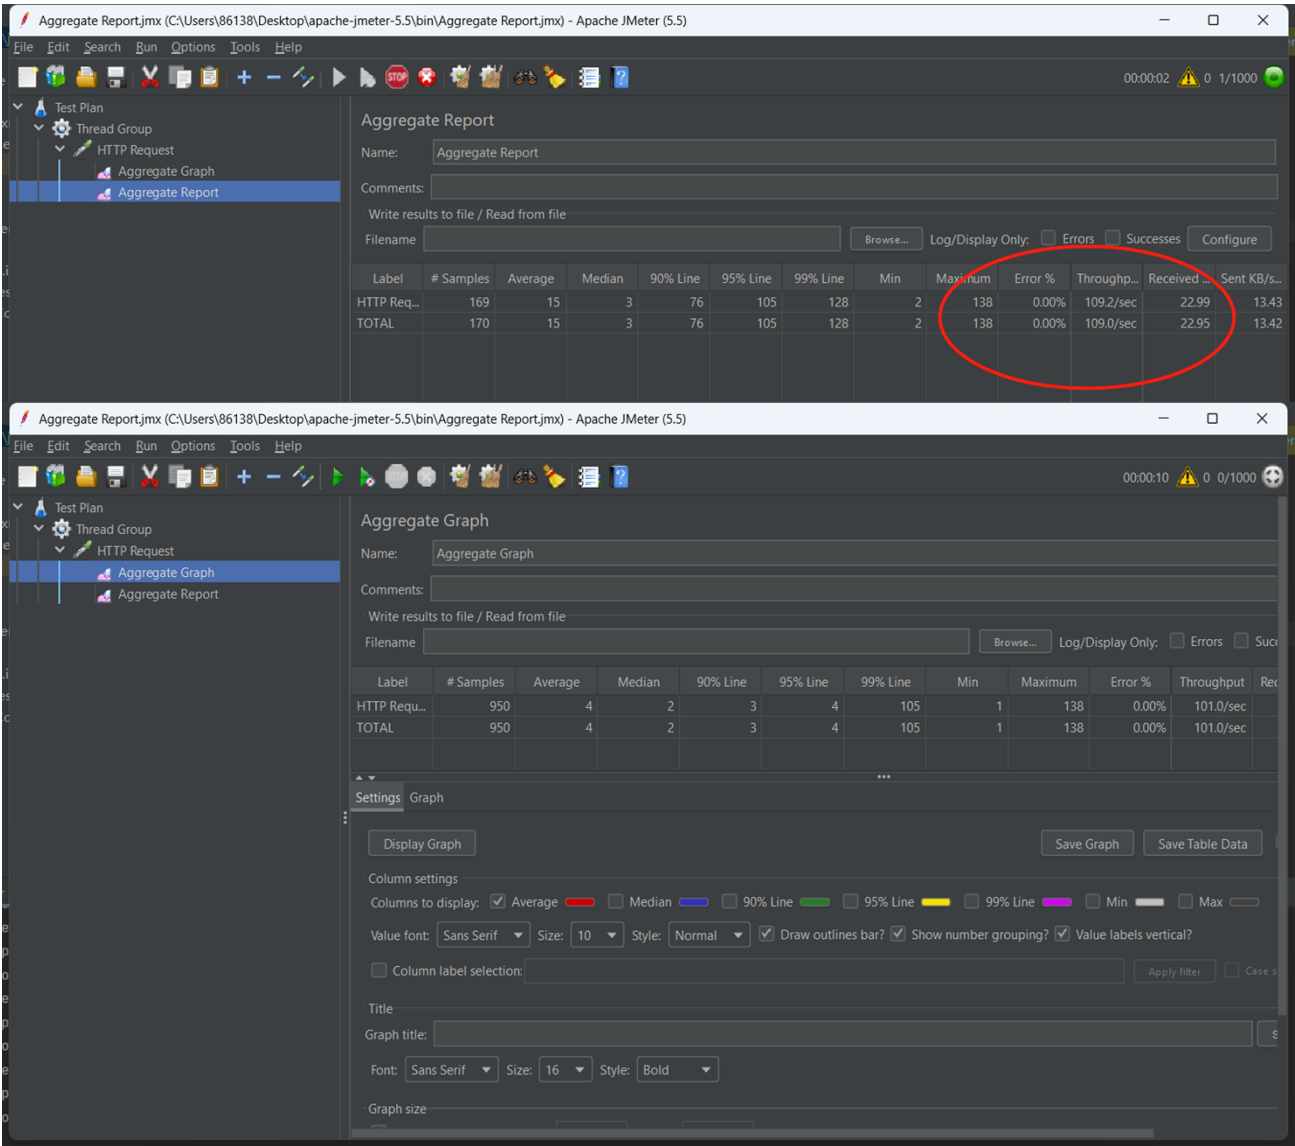 Aggregate Report.jmx (C:\Users\86138\Desktop\apache-jmeter-5.5\bin\Aggregate Report.jmx) - Apache JMeter (5.5)
File Edit Search Run Options Tools Help
STOP 00:00:02 0 1/1000
Test Plan
Thread Group
HTTP Request
Aggregate Graph
Aggregate Report
Aggregate Report
Name: Aggregate Report
Comments:
Write results to file / Read from file
Filename Browse... Log/Display Only: Errors Successes Configure
Label # Samples Average Median 90% Line 95% Line 99% Line Min Maximum Error % Throughp... Received ... Sent KB/s...
HTTP Req... 169 15 3 76 105 128 2 138 0.00% 109.2/sec 22.99 13.43
TOTAL 170 15 3 76 105 128 2 138 0.00% 109.0/sec 22.95 13.42
Aggregate Report.jmx (C:\Users\86138\Desktop\apache-jmeter-5.5\bin\Aggregate Report.jmx) - Apache JMeter (5.5)
File Edit Search Run Options Tools Help
00:00:10 0 0/1000
Test Plan
Thread Group
HTTP Request
Aggregate Graph
Aggregate Report
Aggregate Graph
Name: Aggregate Graph
Comments:
Write results to file / Read from file
Filename Browse... Log/Display Only: Errors Succ
Label # Samples Average Median 90% Line 95% Line 99% Line Min Maximum Error % Throughput Rec
HTTP Requ... 950 4 2 3 4 105 1 138 0.00% 101.0/sec
TOTAL 950 4 2 3 4 105 1 138 0.00% 101.0/sec
Settings Graph
Display Graph Save Graph Save Table Data
Column settings
Columns to display: Average Median 90% Line 95% Line 99% Line Min Max
Value font: Sans Serif Size: 10 Style: Normal Draw outlines bar? Show number grouping? Value labels vertical?
Column label selection: Apply filter Case s
Title
Graph title: S
Font: Sans Serif Size: 16 Style: Bold
Graph size